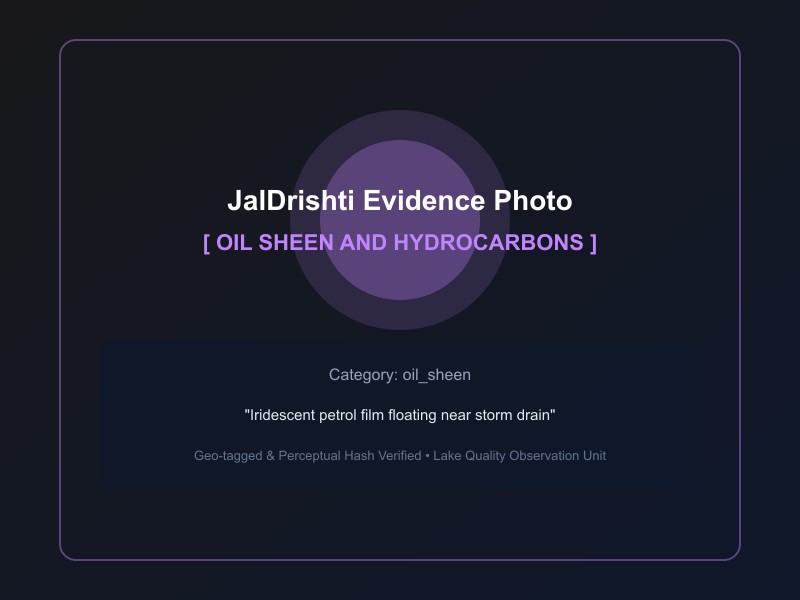 JalDrishti Evidence Photo
[ OIL SHEEN AND HYDROCARBONS ]
Category: oil_sheen
"Iridescent petrol film floating near storm drain"
Geo-tagged & Perceptual Hash Verified • Lake Quality Observation Unit